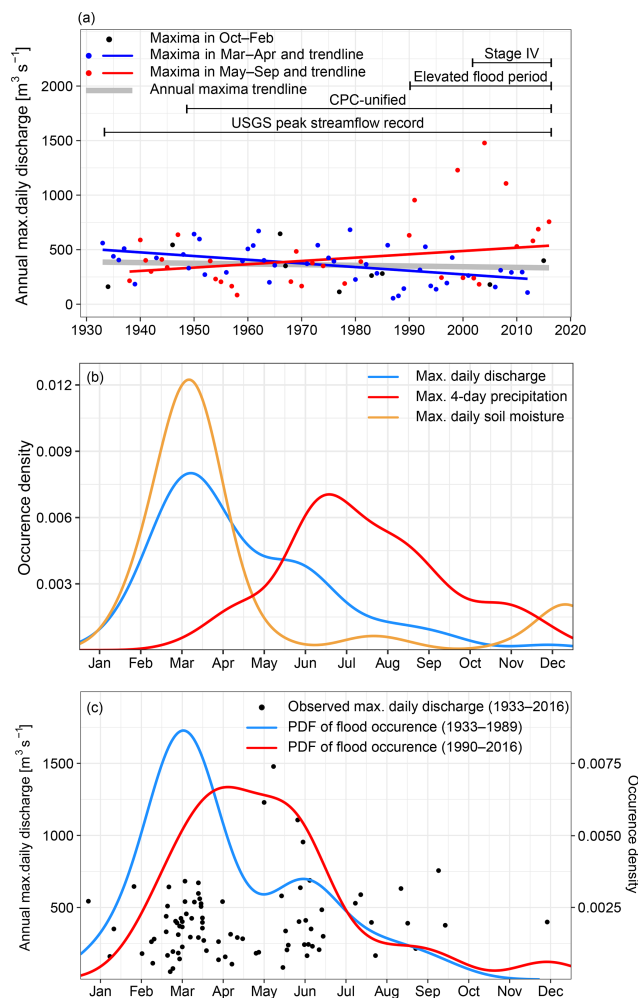 (a)
Maxima in Oct–Feb
Maxima in Mar–Apr and trendline
Maxima in May–Sep and trendline
Annual maxima trendline
Stage IV
Elevated flood period
CPC-unified
USGS peak streamflow record
Annual max.daily discharge [m³ s⁻¹]
2000
1500
1000
500
0
1930 1940 1950 1960 1970 1980 1990 2000 2010 2020
(b)
Max. daily discharge
Max. 4-day precipitation
Max. daily soil moisture
Occurence density
0.012
0.009
0.006
0.003
Jan Feb Mar Apr May Jun Jul Aug Sep Oct Nov Dec
(c)
Observed max. daily discharge (1933–2016)
PDF of flood occurence (1933–1989)
PDF of flood occurence (1990–2016)
Annual max.daily discharge [m³ s⁻¹]
1500
1000
500
0.0075
0.0050
0.0025
Occurence density
Jan Feb Mar Apr May Jun Jul Aug Sep Oct Nov Dec